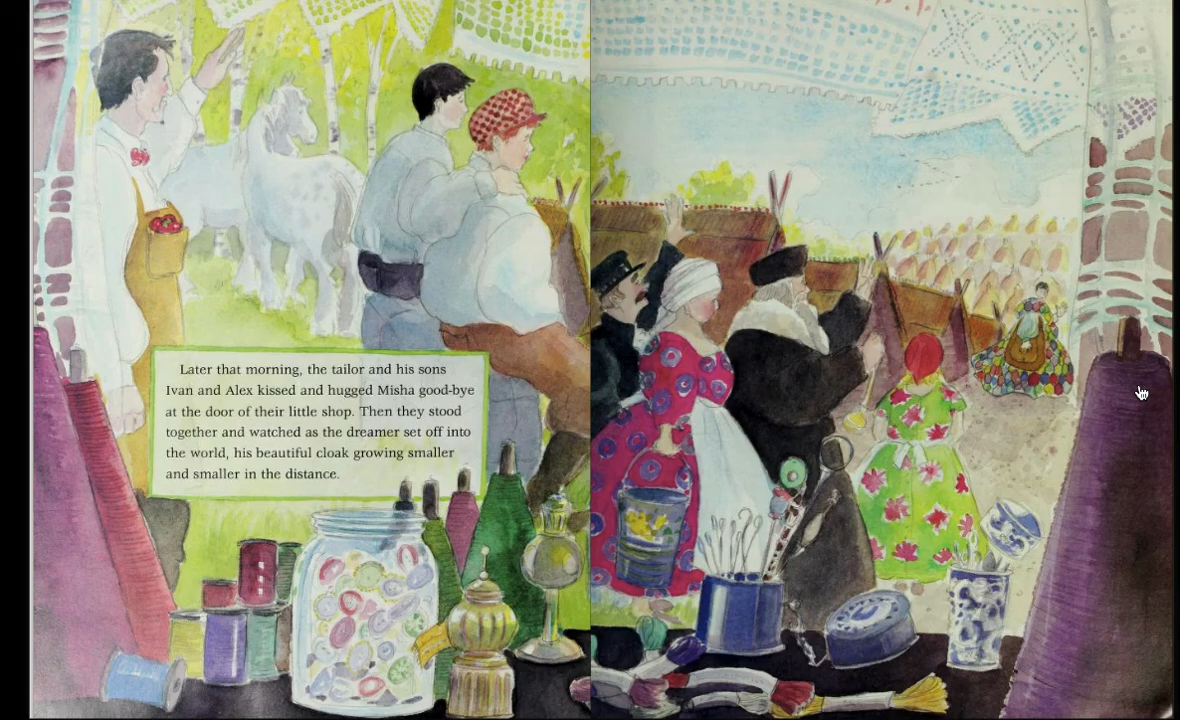 Later that morning, the tailor and his sons
Ivan and Alex kissed and hugged Misha good-bye
at the door of their little shop. Then they stood
together and watched as the dreamer set off into
the world, his beautiful cloak growing smaller
and smaller in the distance.